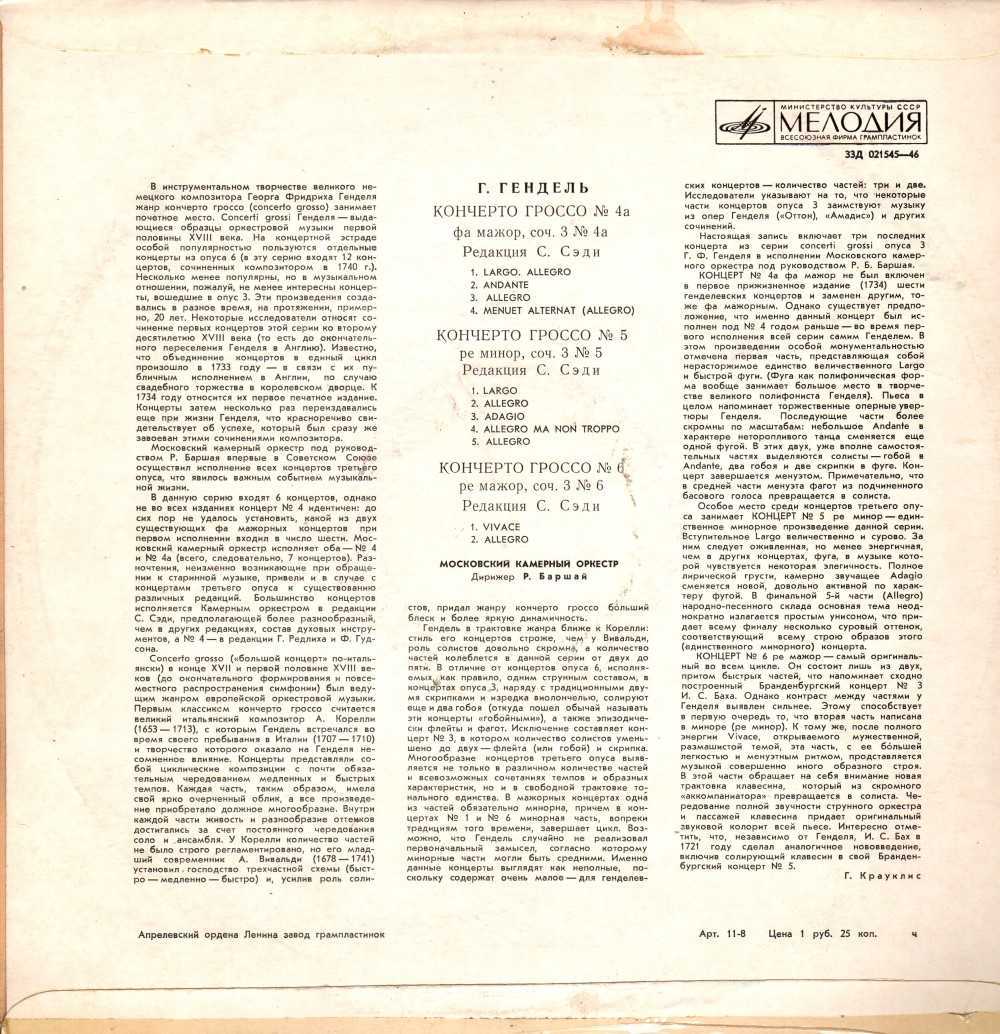 МИНИСТЕРСТВО КУЛЬТУРЫ СССР
МЕЛОДИЯ
ВСЕСОЮЗНАЯ ФИРМА ГРАМПЛАСТИНОК
33Д 021545—46
В инструментальном творчестве великого не-
мецкого композитора Георга Фридриха Генделя
жанр кончерто гроссо (concerto grosso) занимает
почетное место. Concerti grossi Генделя — выда-
ющиеся образцы оркестровой музыки первой
половины XVIII века. На концертной эстраде
особой популярностью пользуются отдельные
концерты из опуса 6 (в эту серию входят 12 кон-
цертов, сочиненных композитором в 1740 г.).
Несколько менее популярны, но в музыкальном
отношении, пожалуй, не менее интересны концер-
ты, вошедшие в опус 3. Эти произведения созда-
вались в разное время, на протяжении, пример-
но, 20 лет. Некоторые исследователи относят со-
чинение первых концертов этой серии ко второму
десятилетию XVIII века (то есть до окончатель-
ного переселения Генделя в Англию). Известно,
что объединение концертов в единый цикл
произошло в 1733 году — в связи с их пу-
бличным исполнением в Англии, по случаю
свадебного торжества в королевском дворце. К
1734 году относится их первое печатное издание.
Концерты затем несколько раз переиздавались
еще при жизни Генделя, что красноречиво сви-
детельствует об успехе, который был сразу же
завоеван этими сочинениями композитора.
Московский камерный оркестр под руковод-
ством Р. Баршая впервые в Советском Союзе
осуществил исполнение всех концертов третьего
опуса, что явилось важным событием музыкаль-
ной жизни.
В данную серию входят 6 концертов, однако
не во всех изданиях концерт № 4 идентичен: до
сих пор не удалось установить, какой из двух
существующих фа мажорных концертов при
первом исполнении входил в число шести. Мос-
ковский камерный оркестр исполняет оба — № 4
и № 4а (всего, следовательно, 7 концертов). Раз-
ночтения, неизменно возникающие при обраще-
нии к старинной музыке, привели и в случае с
концертами третьего опуса к существованию
различных редакций. Большинство концертов
исполняется Камерным оркестром в редакции
С. Сэди, предполагающей более разнообразный,
чем в других редакциях, состав духовых инстру-
ментов, а № 4 — в редакции Г. Редлиха и Ф. Гуд-
сона.
Concerto grosso («большой концерт» по-италь-
янски) в конце XVII и первой половине XVIII ве-
ков (до окончательного формирования и повсе-
местного распространения симфонии) был веду-
щим жанром европейской оркестровой музыки.
Первым классиком кончерто гроссо считается
великий итальянский композитор А. Корелли
(1653 — 1713), с которым Гендель встречался во
время своего пребывания в Италии (1707 — 1710)
и творчество которого оказало на Генделя не-
сомненное влияние. Концерты представляли со-
бой циклические композиции с почти обяза-
тельным чередованием медленных и быстрых
темпов. Каждая часть, таким образом, имела
свой ярко очерченный облик, а все произведе-
ние приобретало должное многообразие. Внутри
каждой части живость и разнообразие оттенков
достигались за счет постоянного чередования
соло и ансамбля. У Корелли количество частей
не было строго регламентировано, но его млад-
ший современник А. Вивальди (1678 — 1741)
установил господство трехчастной схемы (быст-
ро — медленно — быстро) и, усилив роль соли-
Г. ГЕНДЕЛЬ
КОНЧЕРТО ГРОССО № 4а
фа мажор, соч. 3 № 4а
Редакция С. Сэди
1. LARGO. ALLEGRO
2. ANDANTE
3. ALLEGRO
4. MENUET ALTERNAT (ALLEGRO)
КОНЧЕРТО ГРОССО № 5
ре минор, соч. 3 № 5
Редакция С. Сэди
1. LARGO
2. ALLEGRO
3. ADAGIO
4. ALLEGRO MA NON TROPPO
5. ALLEGRO
КОНЧЕРТО ГРОССО № 6
ре мажор, соч. 3 № 6
Редакция С. Сэди
1. VIVACE
2. ALLEGRO
МОСКОВСКИЙ КАМЕРНЫЙ ОРКЕСТР
Дирижер Р. Баршай
стов, придал жанру кончерто гроссо бо́льший
блеск и более яркую динамичность.
Гендель в трактовке жанра ближе к Корелли:
стиль его концертов строже, чем у Вивальди,
роль солистов довольно скромна, а количество
частей колеблется в данной серии от двух до
пяти. В отличие от концертов опуса 6, исполня-
емых, как правило, одним струнным составом, в
концертах опуса 3, наряду с традиционными дву-
мя скрипками и изредка виолончелью, солируют
еще и два гобоя (откуда пошел обычай называть
эти концерты «гобойными»), а также эпизодиче-
ски флейты и фагот. Исключение составляет кон-
церт № 3, в котором количество солистов умень-
шено до двух — флейта (или гобой) и скрипка.
Многообразие концертов третьего опуса выяв-
ляется не только в различном количестве частей
и всевозможных сочетаниях темпов и образных
характеристик, но и в свободной трактовке то-
нального единства. В мажорных концертах одна
из частей обязательно минорна, причем в кон-
цертах № 1 и № 6 минорная часть, вопреки
традициям того времени, завершает цикл. Воз-
можно, что Гендель случайно не реализовал
первоначальный замысел, согласно которому
минорные части могли быть средними. Именно
данные концерты выглядят как неполные, по-
скольку содержат очень малое — для генделев-
ских концертов — количество частей: три и две.
Исследователи указывают на то, что некоторые
части концертов опуса 3 заимствуют музыку
из опер Генделя («Оттон), «Амадис») и других
сочинений.
Настоящая запись включает три последних
концерта из серии concerti grossi опуса 3
Г. Ф. Генделя в исполнении Московского камер-
ного оркестра под руководством Р. Б. Баршая.
КОНЦЕРТ № 4а фа мажор не был включен
в первое прижизненное издание (1734) шести
генделевских концертов и заменен другим, то-
же фа мажорным. Однако существует предпо-
ложение, что именно данный концерт был ис-
полнен под № 4 годом раньше — во время пер-
вого исполнения всей серии самим Генделем. В
этом произведении особой монументальностью
отмечена первая часть, представляющая собой
нерасторжимое единство величественного Largo
и быстрой фуги. (Фуга как полифоническая фор-
ма вообще занимает большое место в творче-
стве великого полифониста Генделя). Пьеса в
целом напоминает торжественные оперные увер-
тюры Генделя. Последующие части более
скромны по масштабам: небольшое Andante в
характере неторопливого танца сменяется еще
одной фугой. В этих двух, уже вполне самостоя-
тельных частях выделяются солисты — гобой в
Andante, два гобоя и две скрипки в фуге. Кон-
церт завершается менуэтом. Примечательно, что
в средней части менуэта фагот из подчиненного
басового голоса превращается в солиста.
Особое место среди концертов третьего опу-
са занимает КОНЦЕРТ № 5 ре минор — един-
ственное минорное произведение данной серии.
Вступительное Largo величественно и сурово. За
ним следует оживленная, но менее энергичная,
чем в других концертах, фуга, в музыке кото-
рой чувствуется некоторая элегичность. Полное
лирической грусти, камерно звучащее Adagio
сменяется новой, довольно активной по харак-
теру фугой. В финальной 5-й части (Allegro)
народно-песенного склада основная тема неод-
нократно излагается простым унисоном, что при-
дает всему финалу несколько суровый оттенок,
соответствующий всему строю образов этого
(единственного минорного) концерта.
КОНЦЕРТ № 6 ре мажор — самый оригиналь-
ный во всем цикле. Он состоит лишь из двух,
притом быстрых частей, что напоминает сходно
построенный Бранденбургский концерт № 3
И. С. Баха. Однако контраст между частями у
Генделя выявлен сильнее. Этому способствует
в первую очередь то, что вторая часть написана
в миноре (ре минор). К тому же, после полного
энергии Vivace, открываемого мужественной,
размашистой темой, эта часть, с ее бо́льшей
легкостью и менуэтным ритмом, продставляется
музыкой совершенно иного образного строя.
В этой части обращает на себя внимание новая
трактовка клавесина, который из скромного
«аккомпаниатора» превращается в солиста. Че-
редование полной звучности струнного оркестра
и пассажей клавесина придает оригинальный
звуковой колорит всей пьесе. Интересно отме-
тить, что, независимо от Генделя, И. С. Бах в
1721 году сделал аналогичное нововведение,
включив солирующий клавесин в свой Бранден-
бургский концерт № 5.
Г. Крауклис
Апрелевский ордена Ленина завод грампластинок
Арт. 11-8 Цена 1 руб. 25 коп. ч